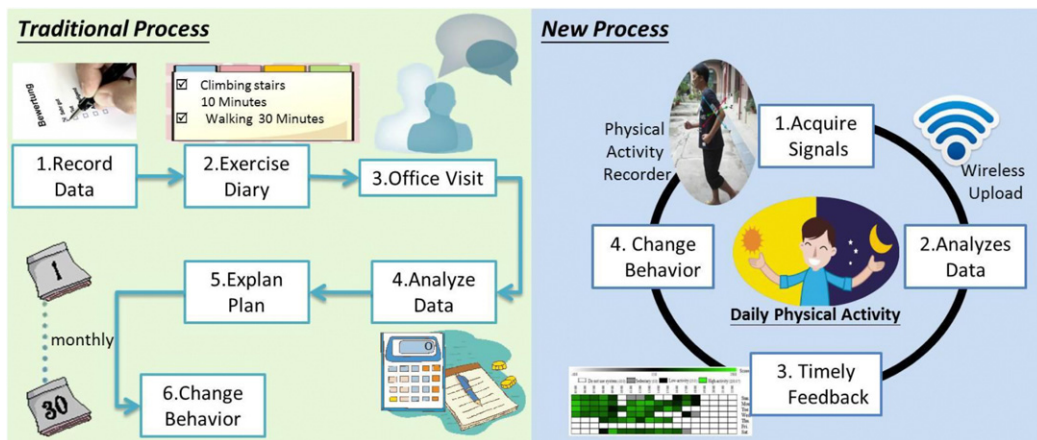 Traditional Process
Bewertung
Climbing stairs
10 Minutes
Walking 30 Minutes
1.Record
Data
2.Exercise
Diary
3.Office Visit
4.Analyze
Data
5.Explan
Plan
1
monthly
30
6.Change
Behavior
0
New Process
Physical
Activity
Recorder
1.Acquire
Signals
Wireless
Upload
2.Analyzes
Data
Daily Physical Activity
3. Timely
Feedback
4. Change
Behavior